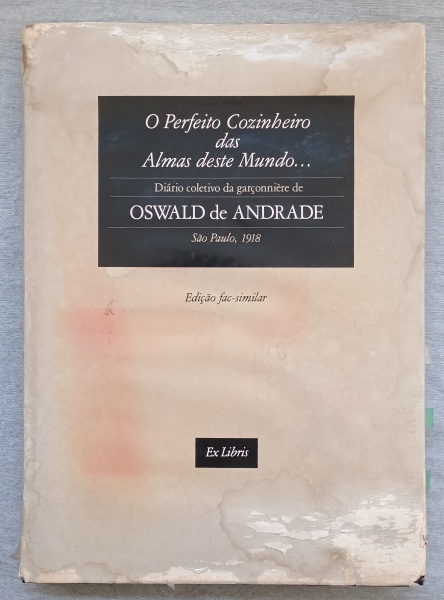 O Perfeito Cozinheiro
das
Almas deste Mundo...
Diário coletivo da garçonnière de
OSWALD de ANDRADE
São Paulo, 1918
Edição fac-similar
Ex Libris